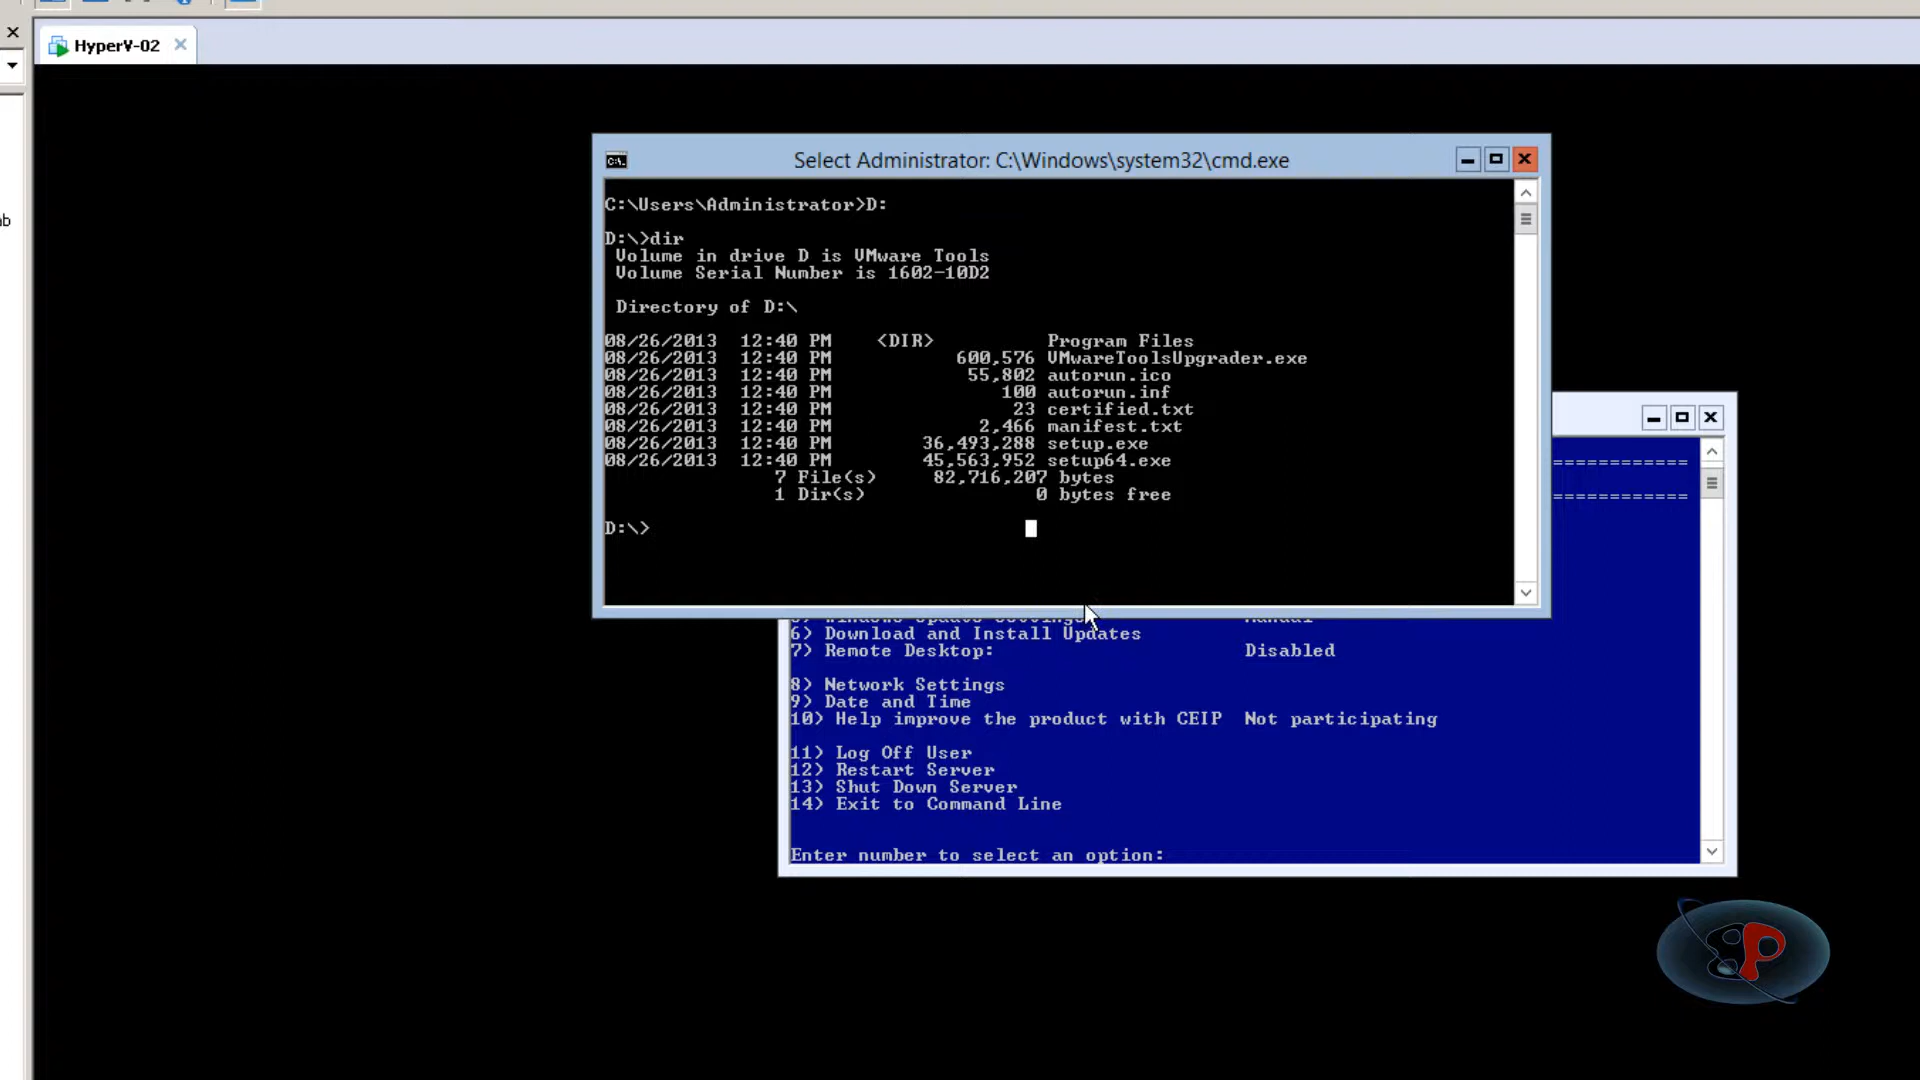 HyperV-02
ab
Select Administrator: C:\Windows\system32\cmd.exe
C:\Users\Administrator>D:
D:\>dir
Volume in drive D is VMware Tools
Volume Serial Number is 1602-10D2
Directory of D:\
08/26/2013 12:40 PM <DIR> Program Files
08/26/2013 12:40 PM 600,576 VMwareToolsUpgrader.exe
08/26/2013 12:40 PM 55,802 autorun.ico
08/26/2013 12:40 PM 100 autorun.inf
08/26/2013 12:40 PM 23 certified.txt
08/26/2013 12:40 PM 2,466 manifest.txt
08/26/2013 12:40 PM 36,493,288 setup.exe
08/26/2013 12:40 PM 45,563,952 setup64.exe
7 File(s) 82,716,207 bytes
1 Dir(s) 0 bytes free
D:\>
============
============
5) Windows Update Settings: Manual
6) Download and Install Updates
7) Remote Desktop: Disabled
8) Network Settings
9) Date and Time
10) Help improve the product with CEIP Not participating
11) Log Off User
12) Restart Server
13) Shut Down Server
14) Exit to Command Line
Enter number to select an option: